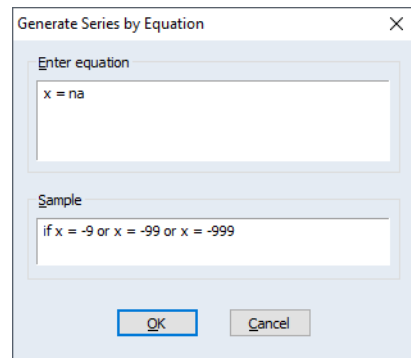 Generate Series by Equation
Enter equation
x = na
Sample
if x = -9 or x = -99 or x = -999
OK
Cancel